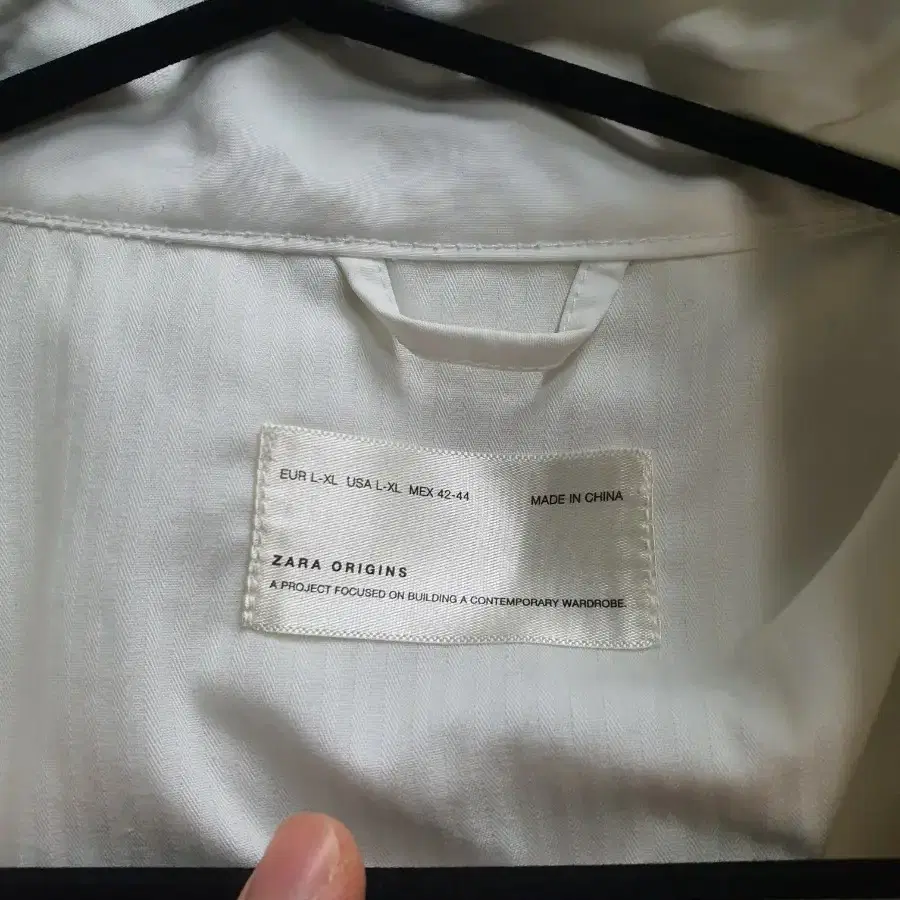 EUR L-XL USA L-XL MEX 42-44 MADE IN CHINA
ZARA ORIGINS
A PROJECT FOCUSED ON BUILDING A CONTEMPORARY WARDROBE.